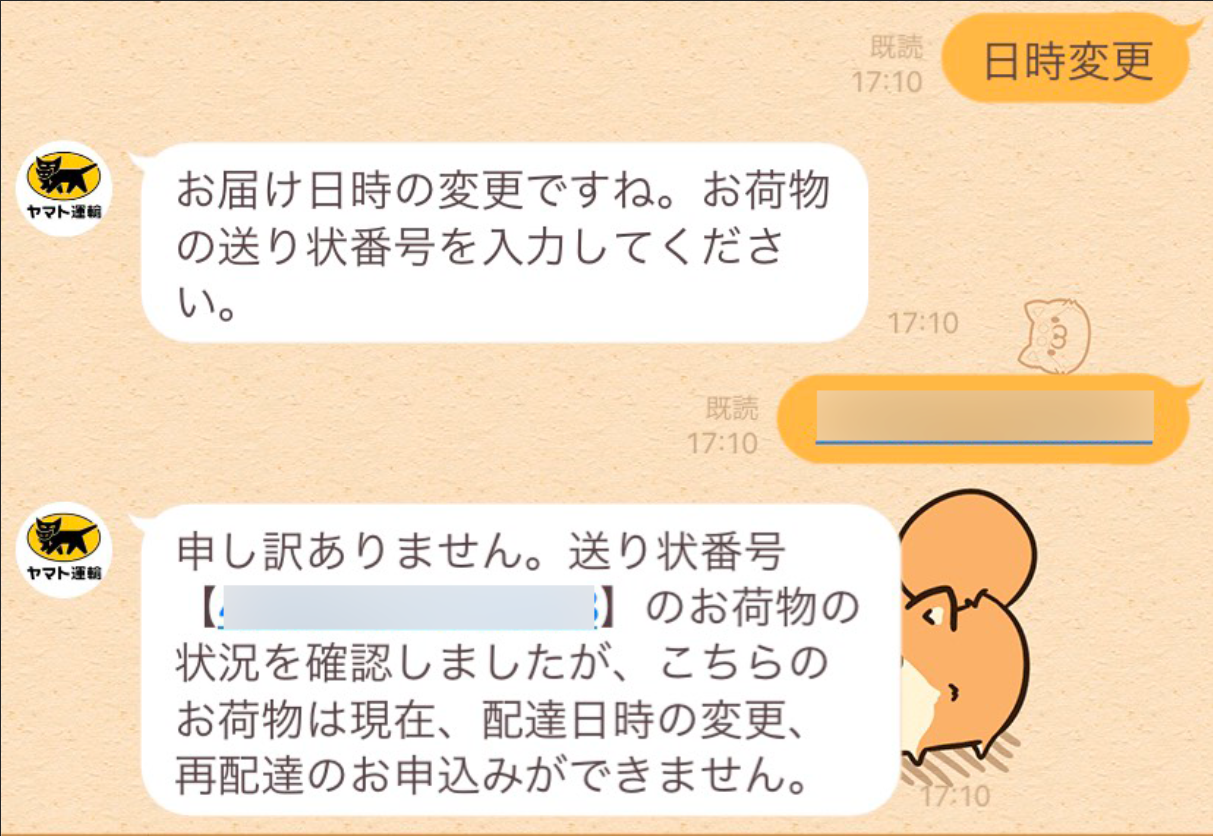 日時変更
既読
17:10
ヤマト運輸
お届け日時の変更ですね。お荷物
の送り状番号を入力してくださ
い。
17:10
既読
17:10
ヤマト運輸
申し訳ありません。送り状番号
【 】のお荷物の
状況を確認しましたが、こちらの
お荷物は現在、配達日時の変更、
再配達のお申込みができません。
17:10